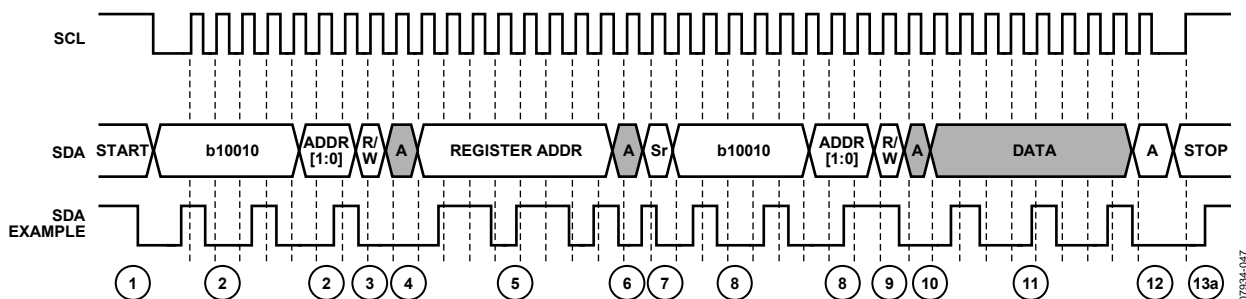 SCL
SDA START b10010 ADDR [1:0] R/W A REGISTER ADDR A Sr b10010 ADDR [1:0] R/W A DATA A STOP
SDA EXAMPLE
1 2 2 3 4 5 6 7 8 8 9 10 11 12 13a
07934-047